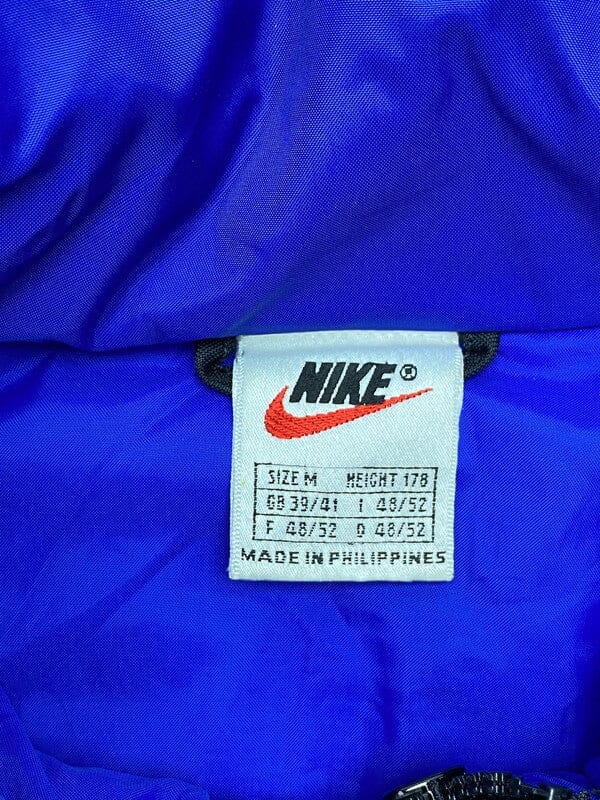 NIKE®
SIZE M HEIGHT 178
GB 39/41 I 48/52
F 48/52 D 48/52
MADE IN PHILIPPINES